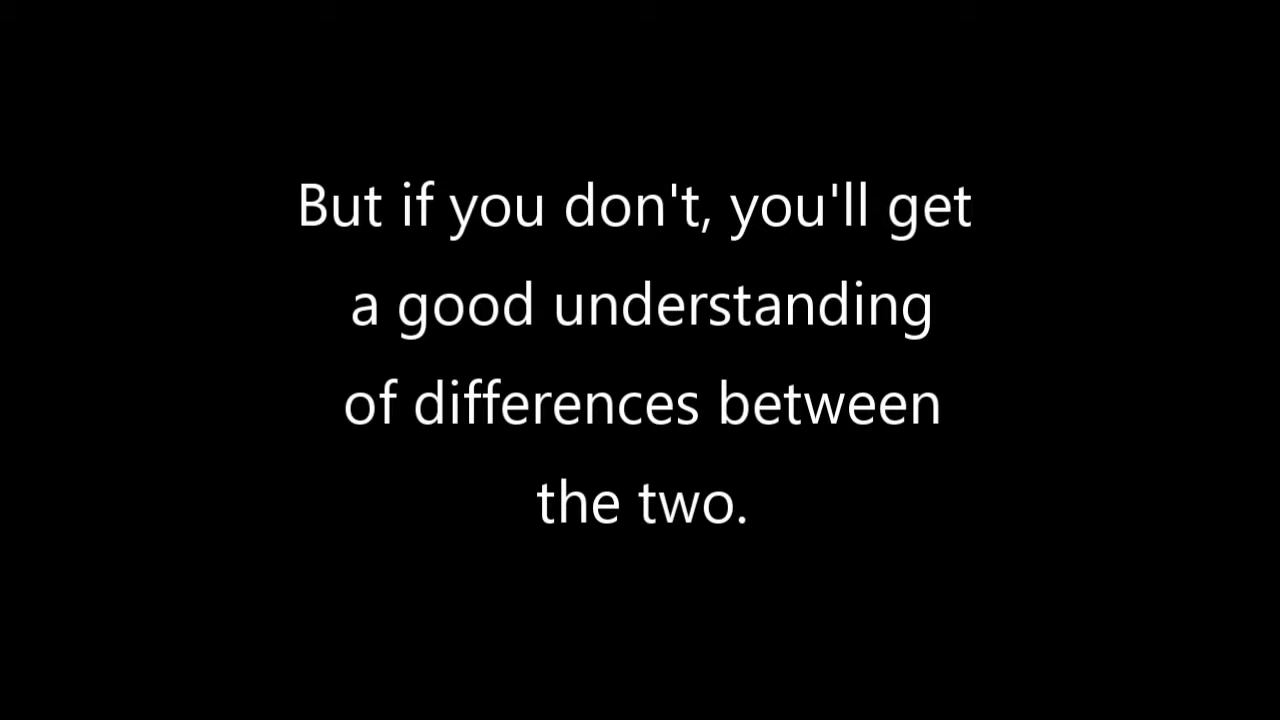 But if you don't, you'll get
a good understanding
of differences between
the two.